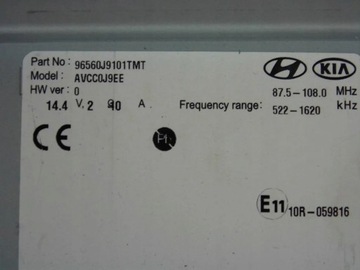 Part No : 96560J9101TMT
Model : AVCC0J9EE
HW ver : 0
14.4 V, 2 10 A
KIA
87.5-108.0 MHz
Frequency range: 522-1620 kHz
CE
E11 10R-059816